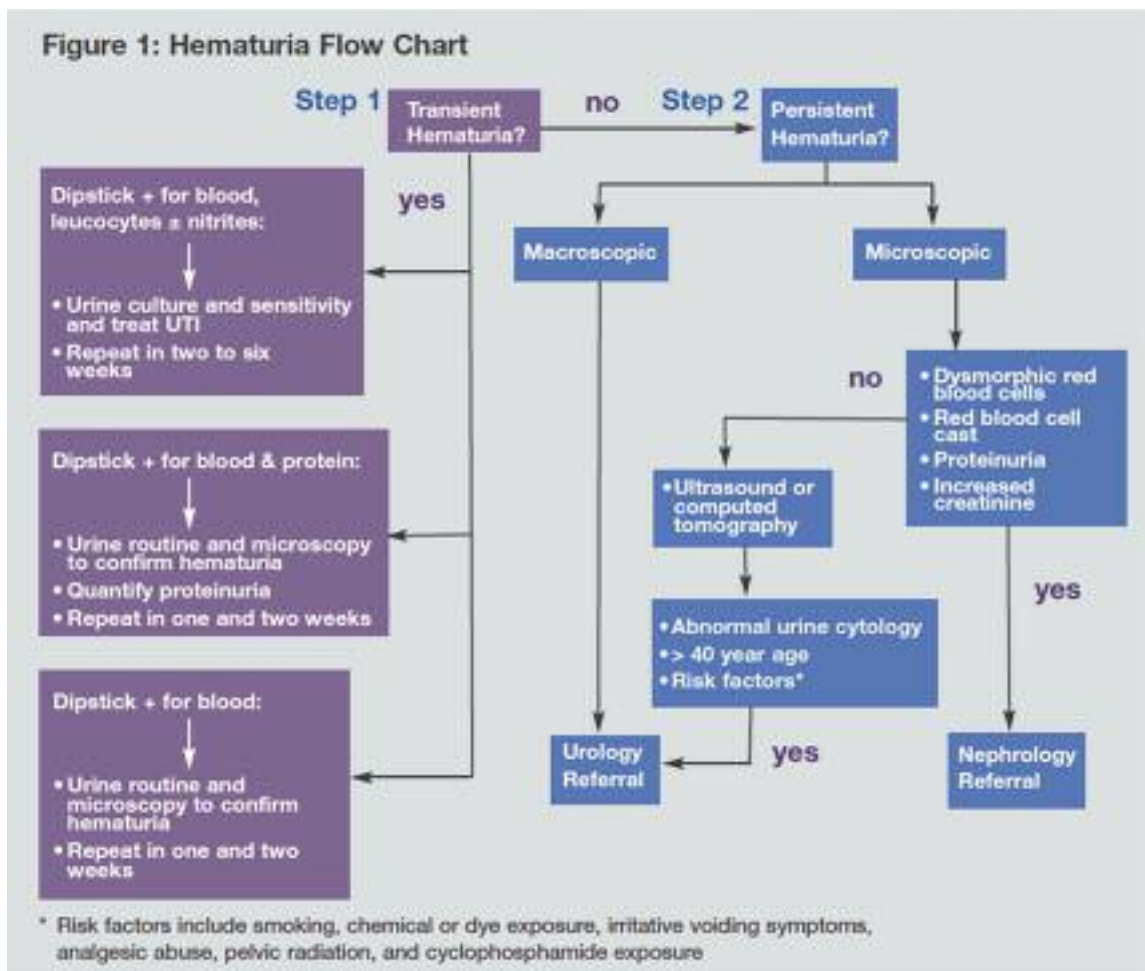 Figure 1: Hematuria Flow Chart
Step 1
Transient
Hematuria?
no
Step 2
Persistent
Hematuria?
yes
Dipstick + for blood,
leucocytes ± nitrites:
• Urine culture and sensitivity
and treat UTI
• Repeat in two to six
weeks
Dipstick + for blood & protein:
• Urine routine and microscopy
to confirm hematuria
• Quantify proteinuria
• Repeat in one and two weeks
Dipstick + for blood:
• Urine routine and
microscopy to confirm
hematuria
• Repeat in one and two
weeks
Macroscopic
Microscopic
no
• Dysmorphic red
blood cells
• Red blood cell
cast
• Proteinuria
• Increased
creatinine
• Ultrasound or
computed
tomography
yes
• Abnormal urine cytology
• > 40 year age
• Risk factors*
yes
Urology
Referral
Nephrology
Referral
* Risk factors include smoking, chemical or dye exposure, irritative voiding symptoms,
analgesic abuse, pelvic radiation, and cyclophosphamide exposure